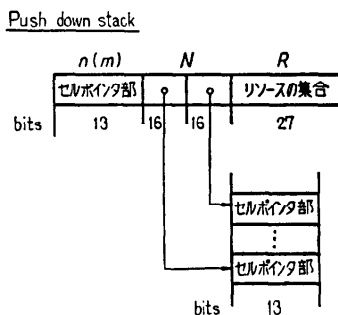 Push down stack
n(m) N R
セルポインタ部 リソースの集合
bits 13 16 16 27
セルポインタ部
⋮
セルポインタ部
bits 13